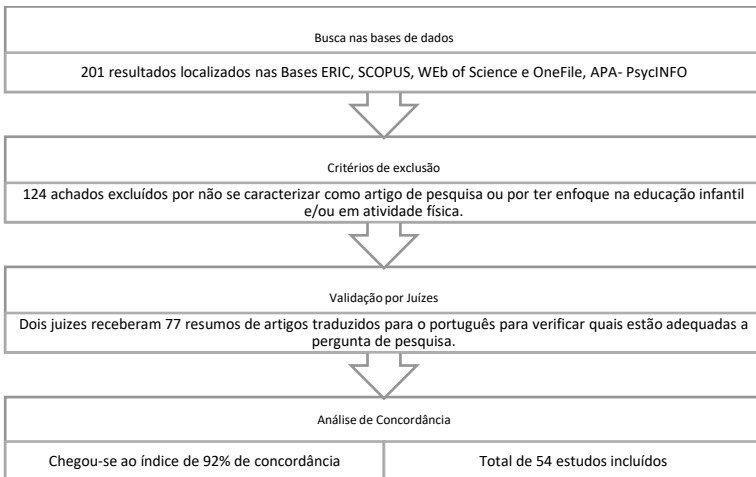 Busca nas bases de dados
201 resultados localizados nas Bases ERIC, SCOPUS, WEb of Science e OneFile, APA- PsycINFO
Critérios de exclusão
124 achados excluídos por não se caracterizar como artigo de pesquisa ou por ter enfoque na educação infantil
e/ou em atividade física.
Validação por Juízes
Dois juizes receberam 77 resumos de artigos traduzidos para o português para verificar quais estão adequadas a
pergunta de pesquisa.
Análise de Concordância
Chegou-se ao índice de 92% de concordância
Total de 54 estudos incluídos